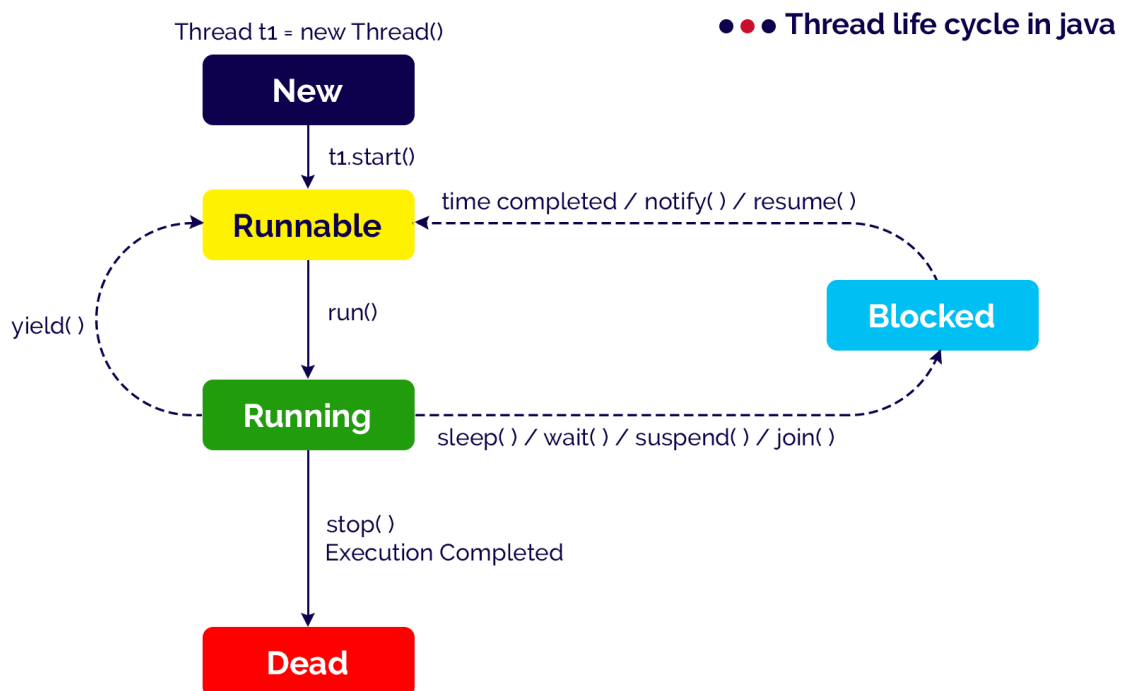 Thread life cycle in java
Thread t1 = new Thread()
New
t1.start()
time completed / notify( ) / resume( )
Runnable
Blocked
run()
yield( )
Running
sleep( ) / wait( ) / suspend( ) / join( )
stop( )
Execution Completed
Dead